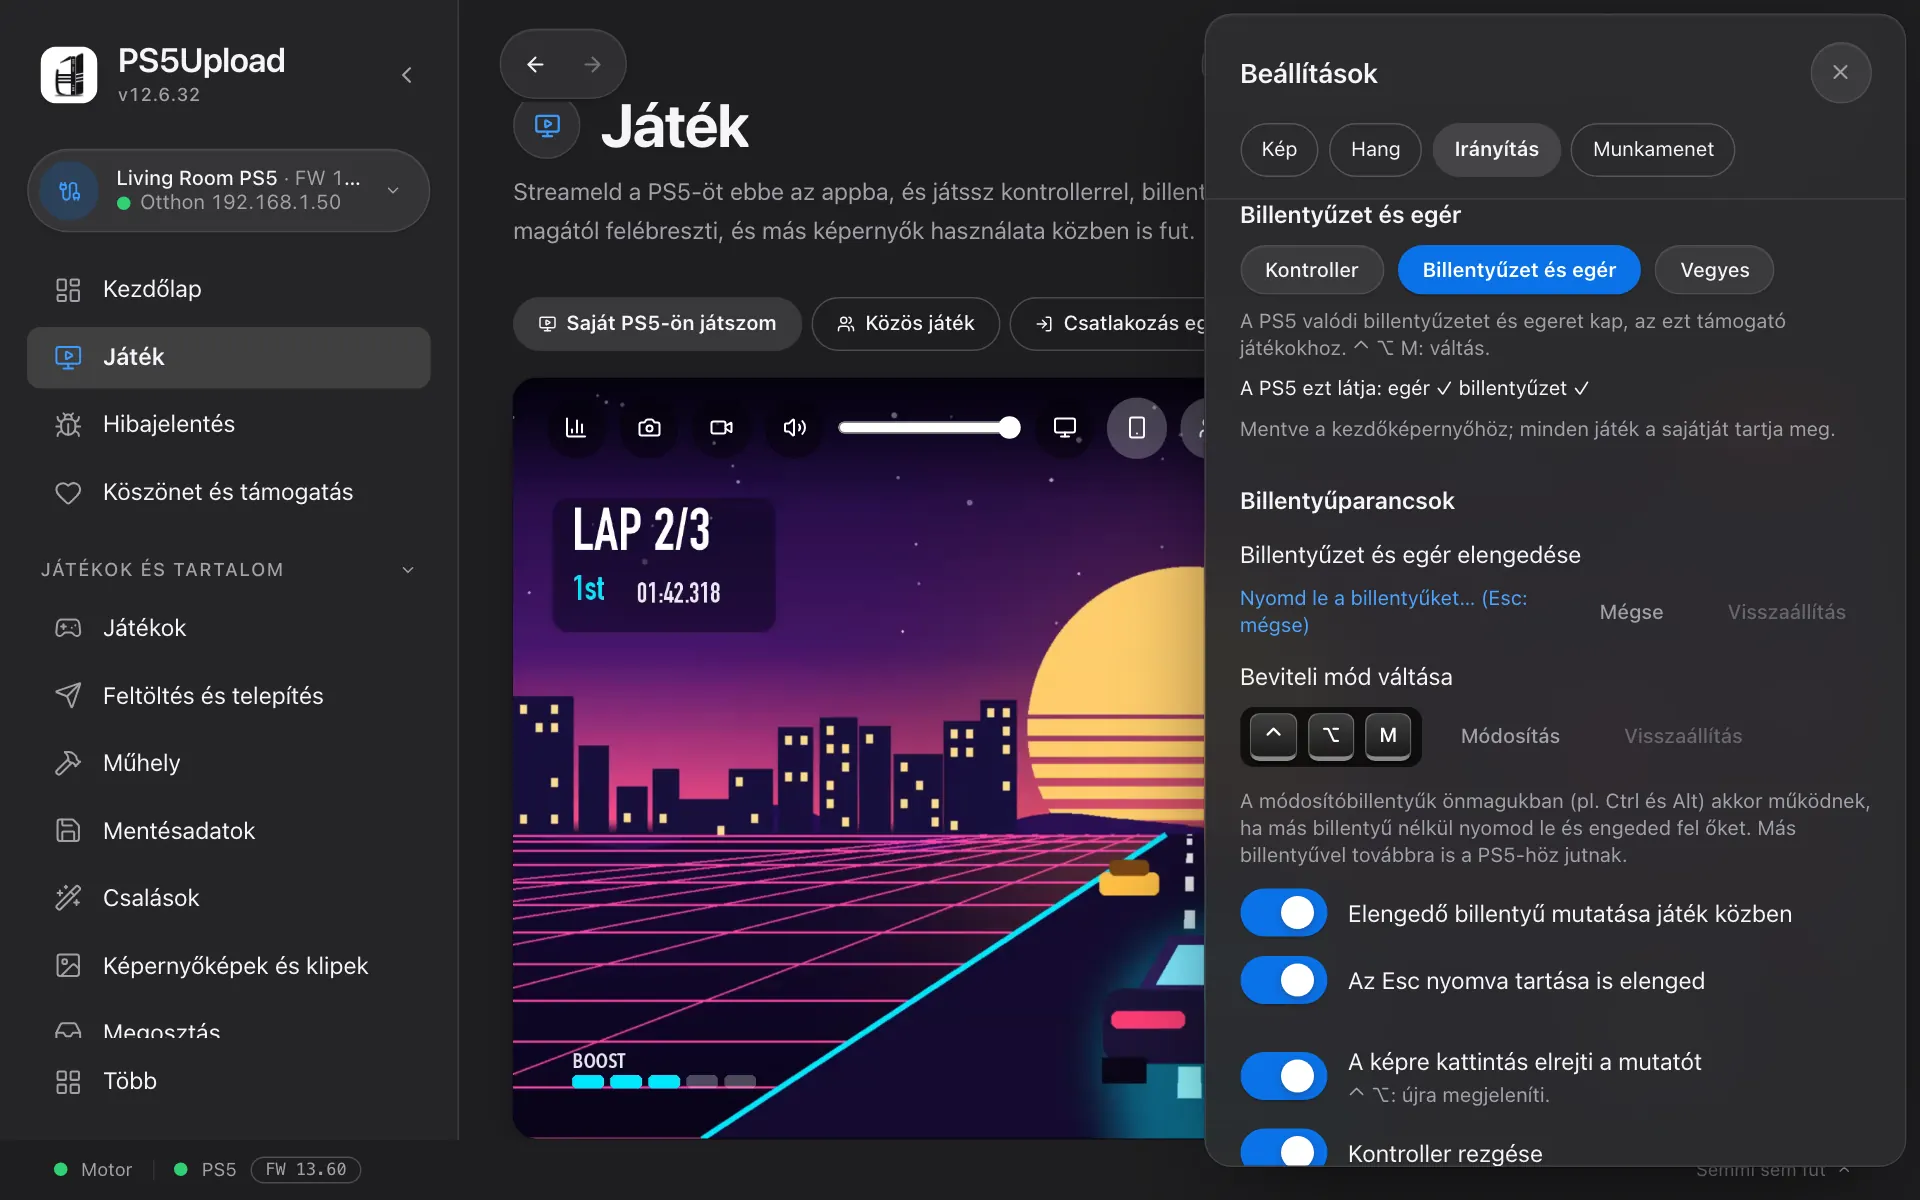 PS5Upload
v12.6.32
Living Room PS5 · FW 1...
Otthon 192.168.1.50
Kezdőlap
Játék
Hibajelentés
Köszönet és támogatás
JÁTÉKOK ÉS TARTALOM
Játékok
Feltöltés és telepítés
Műhely
Mentésadatok
Csalások
Képernyőképek és klipek
Megosztás
Több
Motor
PS5
FW 13.60
Játék
Streameld a PS5-öt ebbe az appba, és játssz kontrollerrel, billent
magától felébreszti, és más képernyők használata közben is fut.
Saját PS5-ön játszom
Közös játék
Csatlakozás eg
LAP 2/3
1st 01:42.318
BOOST
Beállítások
Kép
Hang
Irányítás
Munkamenet
Billentyűzet és egér
Kontroller
Billentyűzet és egér
Vegyes
A PS5 valódi billentyűzetet és egeret kap, az ezt támogató
játékokhoz. ^ ⌥ M: váltás.
A PS5 ezt látja: egér ✓ billentyűzet ✓
Mentve a kezdőképernyőhöz; minden játék a sajátját tartja meg.
Billentyűparancsok
Billentyűzet és egér elengedése
Nyomd le a billentyűket... (Esc:
mégse)
Mégse
Visszaállítás
Beviteli mód váltása
^ ⌥ M
Módosítás
Visszaállítás
A módosítóbillentyűk önmagukban (pl. Ctrl és Alt) akkor működnek,
ha más billentyű nélkül nyomod le és engeded fel őket. Más
billentyűvel továbbra is a PS5-höz jutnak.
Elengedő billentyű mutatása játék közben
Az Esc nyomva tartása is elenged
A képre kattintás elrejti a mutatót
^ ⌥: újra megjeleníti.
Kontroller rezgése
Semmi sem fut